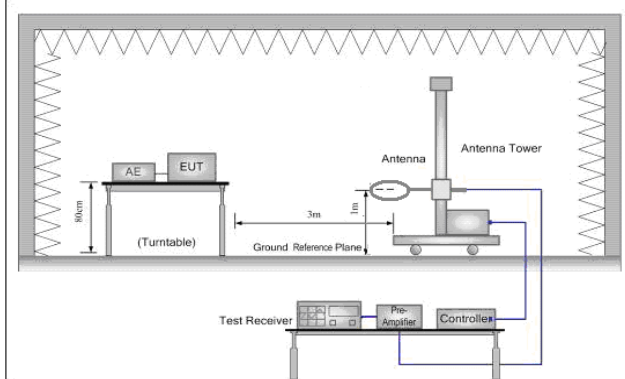 Antenna Tower
Antenna
EUT
AE
80cm
3m
1m
(Turntable)
Ground Reference Plane
Test Receiver
Pre-
Amplifier
Controller